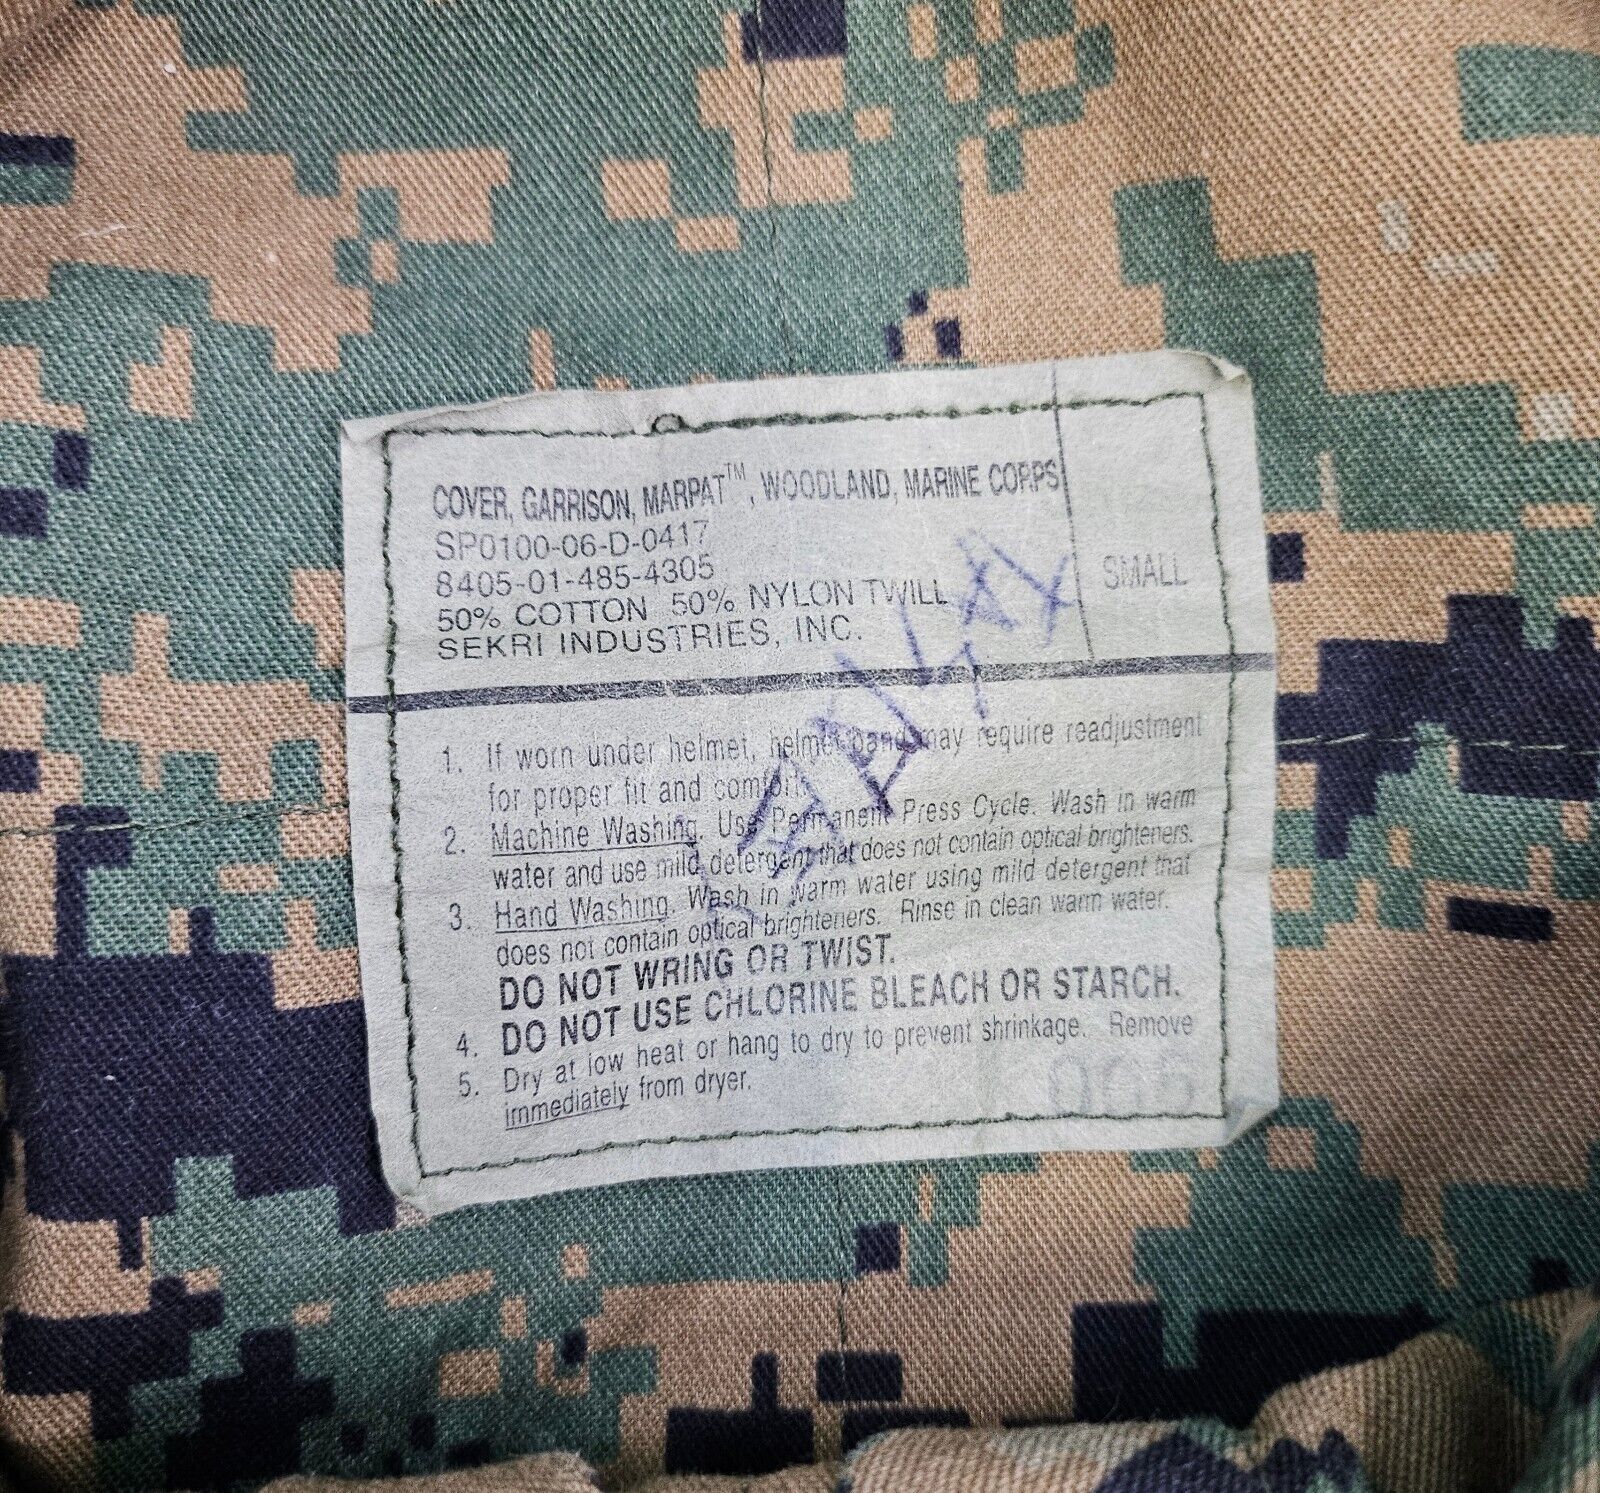 COVER, GARRISON, MARPAT™, WOODLAND, MARINE CORPS
SP0100-06-D-0417
8405-01-485-4305
50% COTTON 50% NYLON TWILL
SEKRI INDUSTRIES, INC.
SMALL
1. If worn under helmet, helmet band may require readjustment
for proper fit and comfort.
2. Machine Washing. Use Permanent Press Cycle. Wash in warm
water and use mild detergent that does not contain optical brighteners.
3. Hand Washing. Wash in warm water using mild detergent that
does not contain optical brighteners. Rinse in clean warm water.
DO NOT WRING OR TWIST.
4. DO NOT USE CHLORINE BLEACH OR STARCH.
5. Dry at low heat or hang to dry to prevent shrinkage. Remove
immediately from dryer.